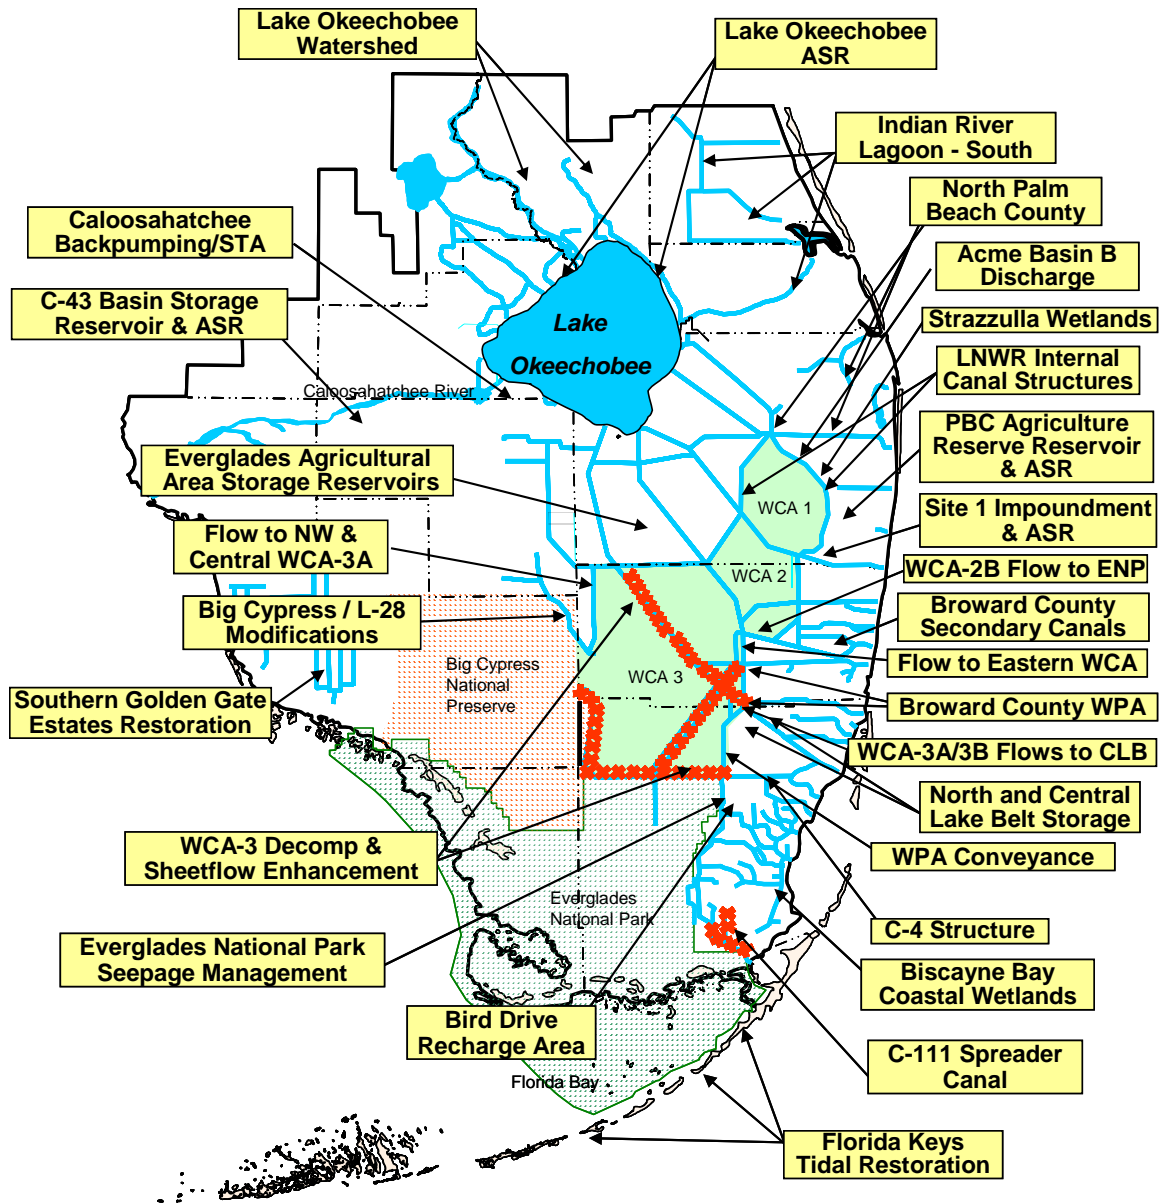 Lake Okeechobee
Watershed
Lake Okeechobee
ASR
Indian River
Lagoon - South
North Palm
Beach County
Caloosahatchee
Backpumping/STA
Acme Basin B
Discharge
C-43 Basin Storage
Reservoir & ASR
Strazzulla Wetlands
Lake
Okeechobee
LNWR Internal
Canal Structures
Caloosahatchee River
PBC Agriculture
Reserve Reservoir
& ASR
Everglades Agricultural
Area Storage Reservoirs
WCA 1
Site 1 Impoundment
& ASR
Flow to NW &
Central WCA-3A
WCA 2
WCA-2B Flow to ENP
Big Cypress / L-28
Modifications
Broward County
Secondary Canals
Big Cypress
National
Preserve
WCA 3
Flow to Eastern WCA
Southern Golden Gate
Estates Restoration
Broward County WPA
WCA-3A/3B Flows to CLB
North and Central
Lake Belt Storage
WCA-3 Decomp &
Sheetflow Enhancement
WPA Conveyance
Everglades
National Park
C-4 Structure
Everglades National Park
Seepage Management
Biscayne Bay
Coastal Wetlands
Bird Drive
Recharge Area
C-111 Spreader
Canal
Florida Bay
Florida Keys
Tidal Restoration